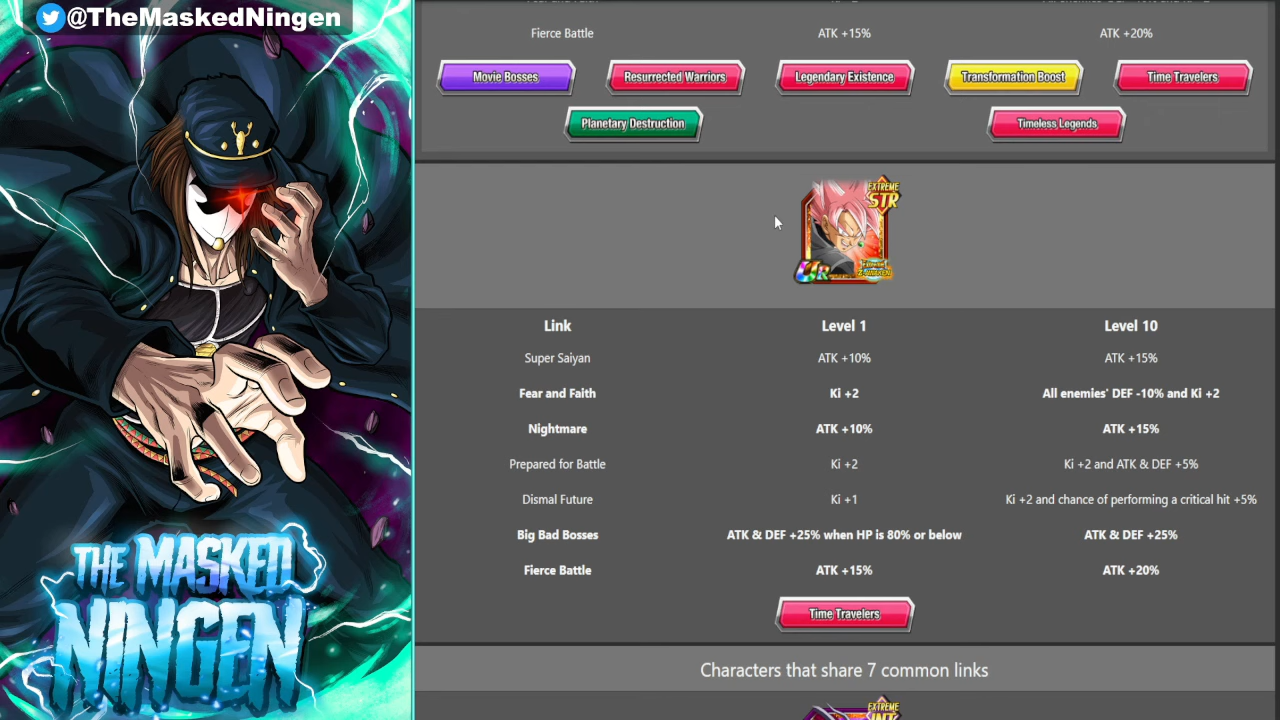 @TheMaskedNingen
Fierce Battle ATK +15% ATK +20%
Movie Bosses Resurrected Warriors Legendary Existence Transformation Boost Time Travelers
Planetary Destruction Timeless Legends
EXTREME
STR
UR
Link Level 1 Level 10
Super Saiyan ATK +10% ATK +15%
Fear and Faith Ki +2 All enemies' DEF -10% and Ki +2
Nightmare ATK +10% ATK +15%
Prepared for Battle Ki +2 Ki +2 and ATK & DEF +5%
Dismal Future Ki +1 Ki +2 and chance of performing a critical hit +5%
Big Bad Bosses ATK & DEF +25% when HP is 80% or below ATK & DEF +25%
Fierce Battle ATK +15% ATK +20%
Time Travelers
THE MASKED
NINGEN
Characters that share 7 common links
EXTREME
INT